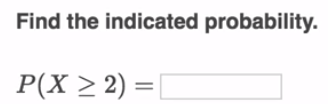 Find the indicated probability.
P(X ≥ 2) =